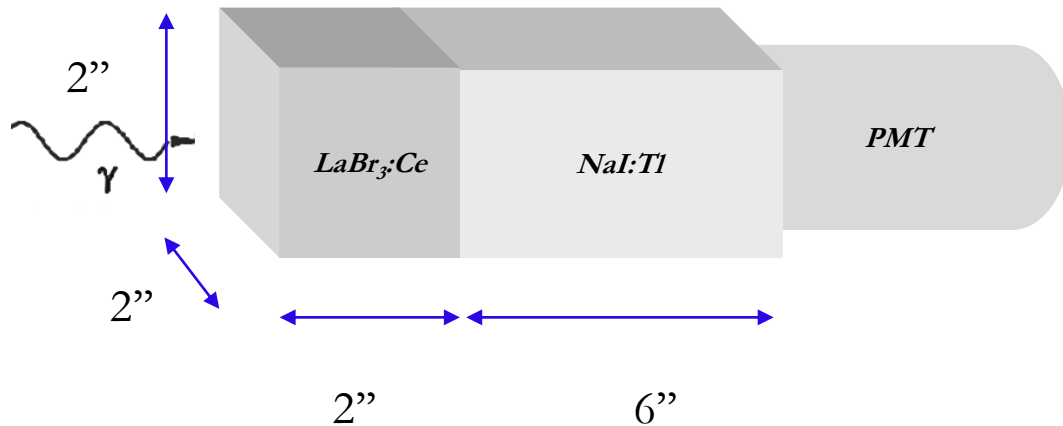 2”
γ
LaBr₃:Ce
NaI:Tl
PMT
2”
2”
6”